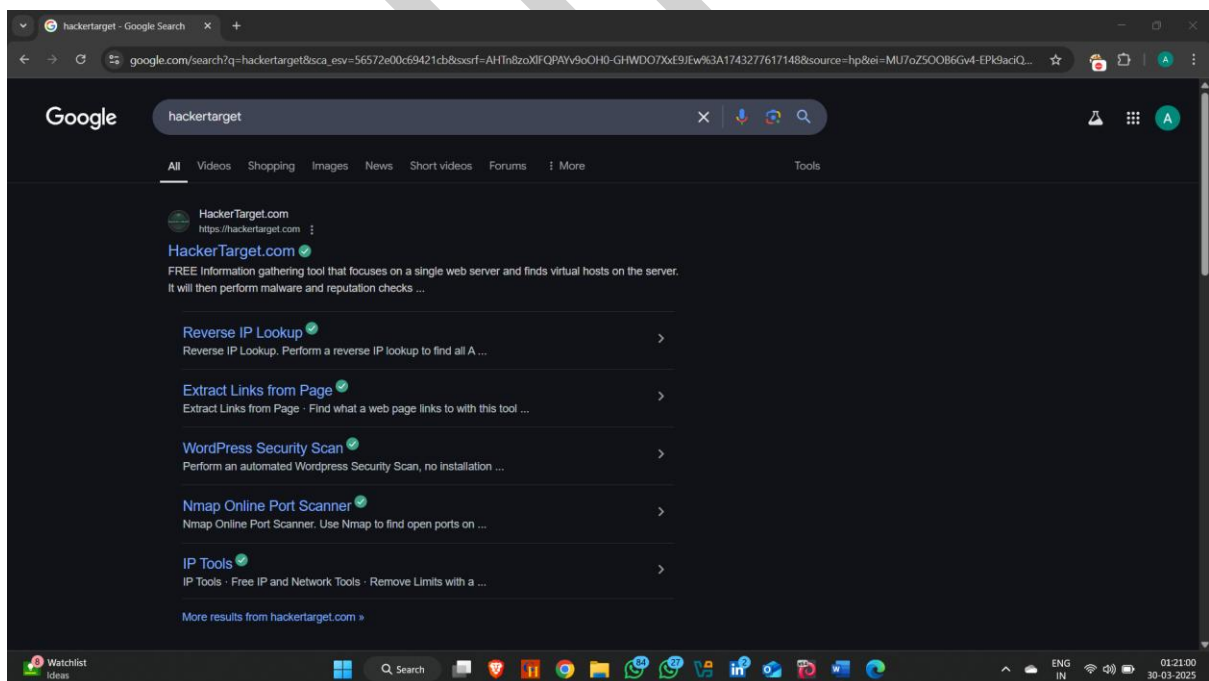 hackertarget - Google Search
google.com/search?q=hackertarget&sca_esv=56572e00c69421cb&sxsrf=AHTn8zoXlFQPAYv9oOH0-GHWDO7XxE9JEw%3A1743277617148&source=hp&ei=MU7oZ5OOB6Gv4-EPk9aciQ...
Google
hackertarget
A
All Videos Shopping Images News Short videos Forums More Tools
HackerTarget.com
https://hackertarget.com
HackerTarget.com
FREE Information gathering tool that focuses on a single web server and finds virtual hosts on the server.
It will then perform malware and reputation checks ...
Reverse IP Lookup
Reverse IP Lookup. Perform a reverse IP lookup to find all A ...
Extract Links from Page
Extract Links from Page · Find what a web page links to with this tool ...
WordPress Security Scan
Perform an automated Wordpress Security Scan, no installation ...
Nmap Online Port Scanner
Nmap Online Port Scanner. Use Nmap to find open ports on ...
IP Tools
IP Tools · Free IP and Network Tools · Remove Limits with a ...
More results from hackertarget.com »
8 Watchlist
Ideas
Search
84
27
2
ENG
IN
01:21:00
30-03-2025